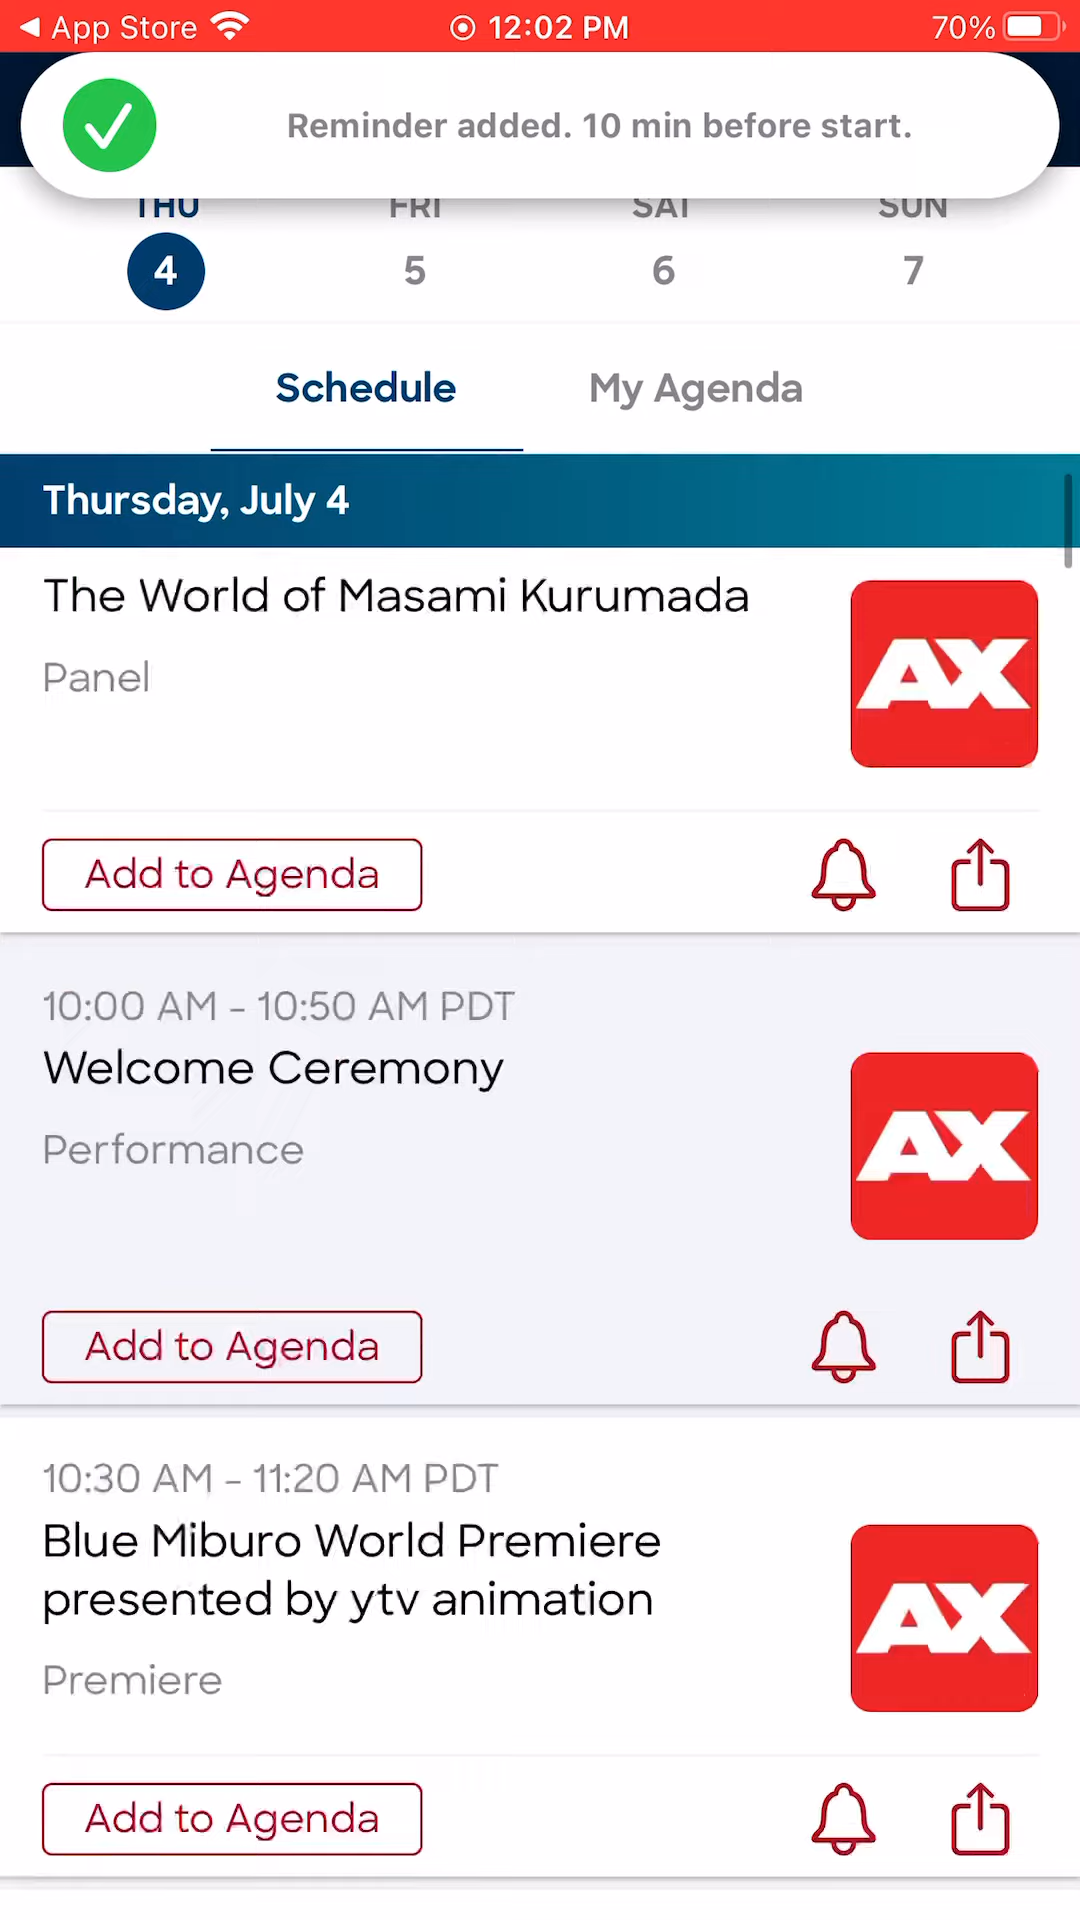 App Store 12:02 PM 70%
Reminder added. 10 min before start.
THU FRI SAT SUN
4 5 6 7
Schedule My Agenda
Thursday, July 4
The World of Masami Kurumada
Panel
AX
Add to Agenda
10:00 AM – 10:50 AM PDT
Welcome Ceremony
Performance
AX
Add to Agenda
10:30 AM – 11:20 AM PDT
Blue Miburo World Premiere
presented by ytv animation
Premiere
AX
Add to Agenda